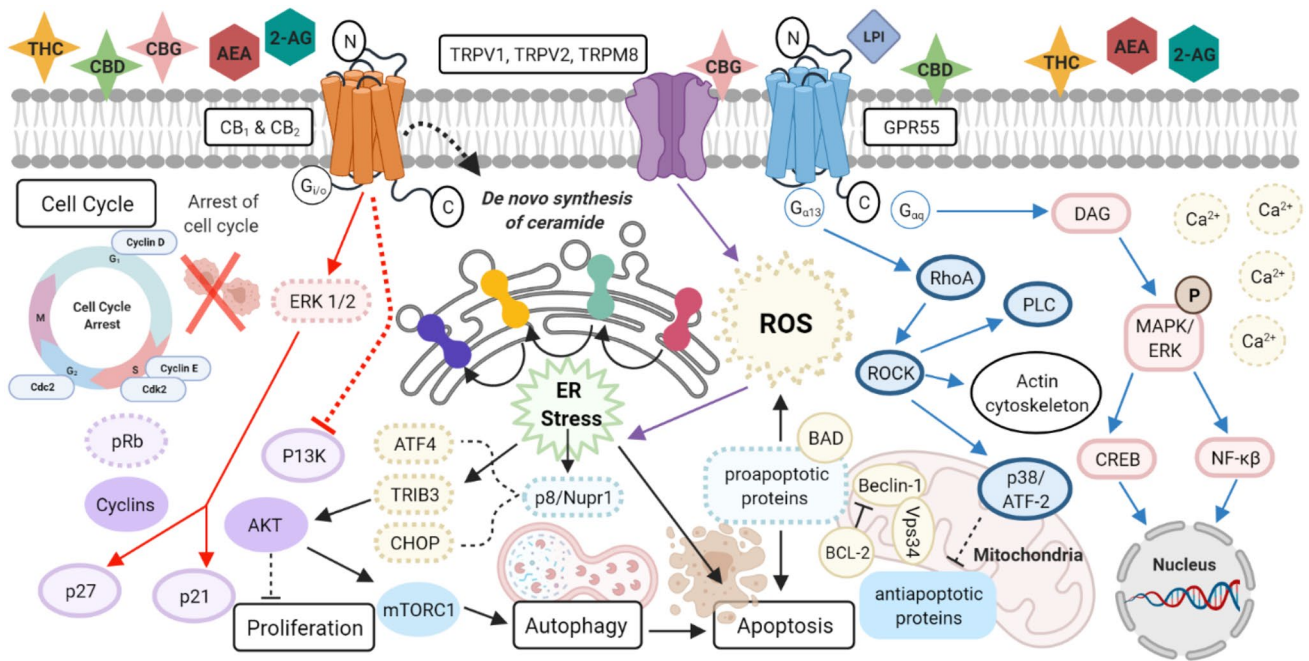 THC
CBD
CBG
AEA
2-AG
N
TRPV1, TRPV2, TRPM8
CBG
N
LPI
CBD
THC
AEA
2-AG
CB₁ & CB₂
GPR55
Gi/o
C
De novo synthesis
of ceramide
Gα13
C
Gαq
DAG
Ca²⁺
Ca²⁺
Ca²⁺
Ca²⁺
Cell Cycle
Arrest of
cell cycle
Cyclin D
G₁
M
Cell Cycle
Arrest
S
G₂
Cyclin E
Cdk2
Cdc2
ERK 1/2
ROS
RhoA
PLC
ROCK
Actin
cytoskeleton
P
MAPK/
ERK
ER
Stress
pRb
P13K
Cyclins
AKT
p27
p21
ATF4
TRIB3
CHOP
p8/Nupr1
BAD
proapoptotic
proteins
Beclin-1
Vps34
BCL-2
p38/
ATF-2
Mitochondria
antiapoptotic
proteins
CREB
NF-κβ
Nucleus
Proliferation
mTORC1
Autophagy
Apoptosis